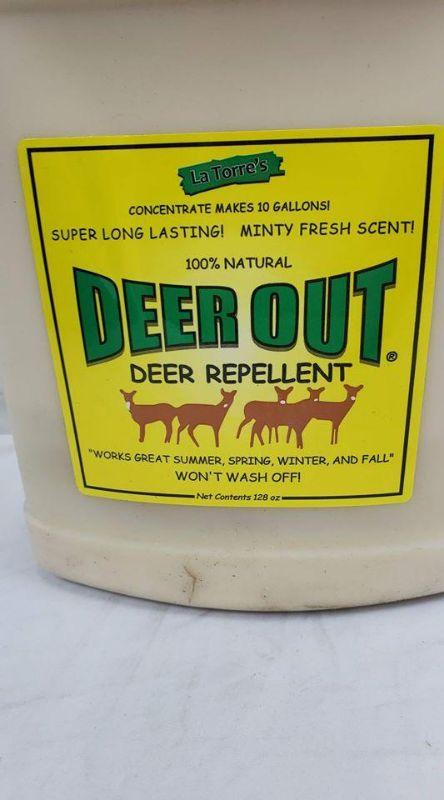 La Torre's
CONCENTRATE MAKES 10 GALLONS!
SUPER LONG LASTING! MINTY FRESH SCENT!
100% NATURAL
DEER OUT®
DEER REPELLENT
"WORKS GREAT SUMMER, SPRING, WINTER, AND FALL"
WON'T WASH OFF!
Net Contents 128 oz